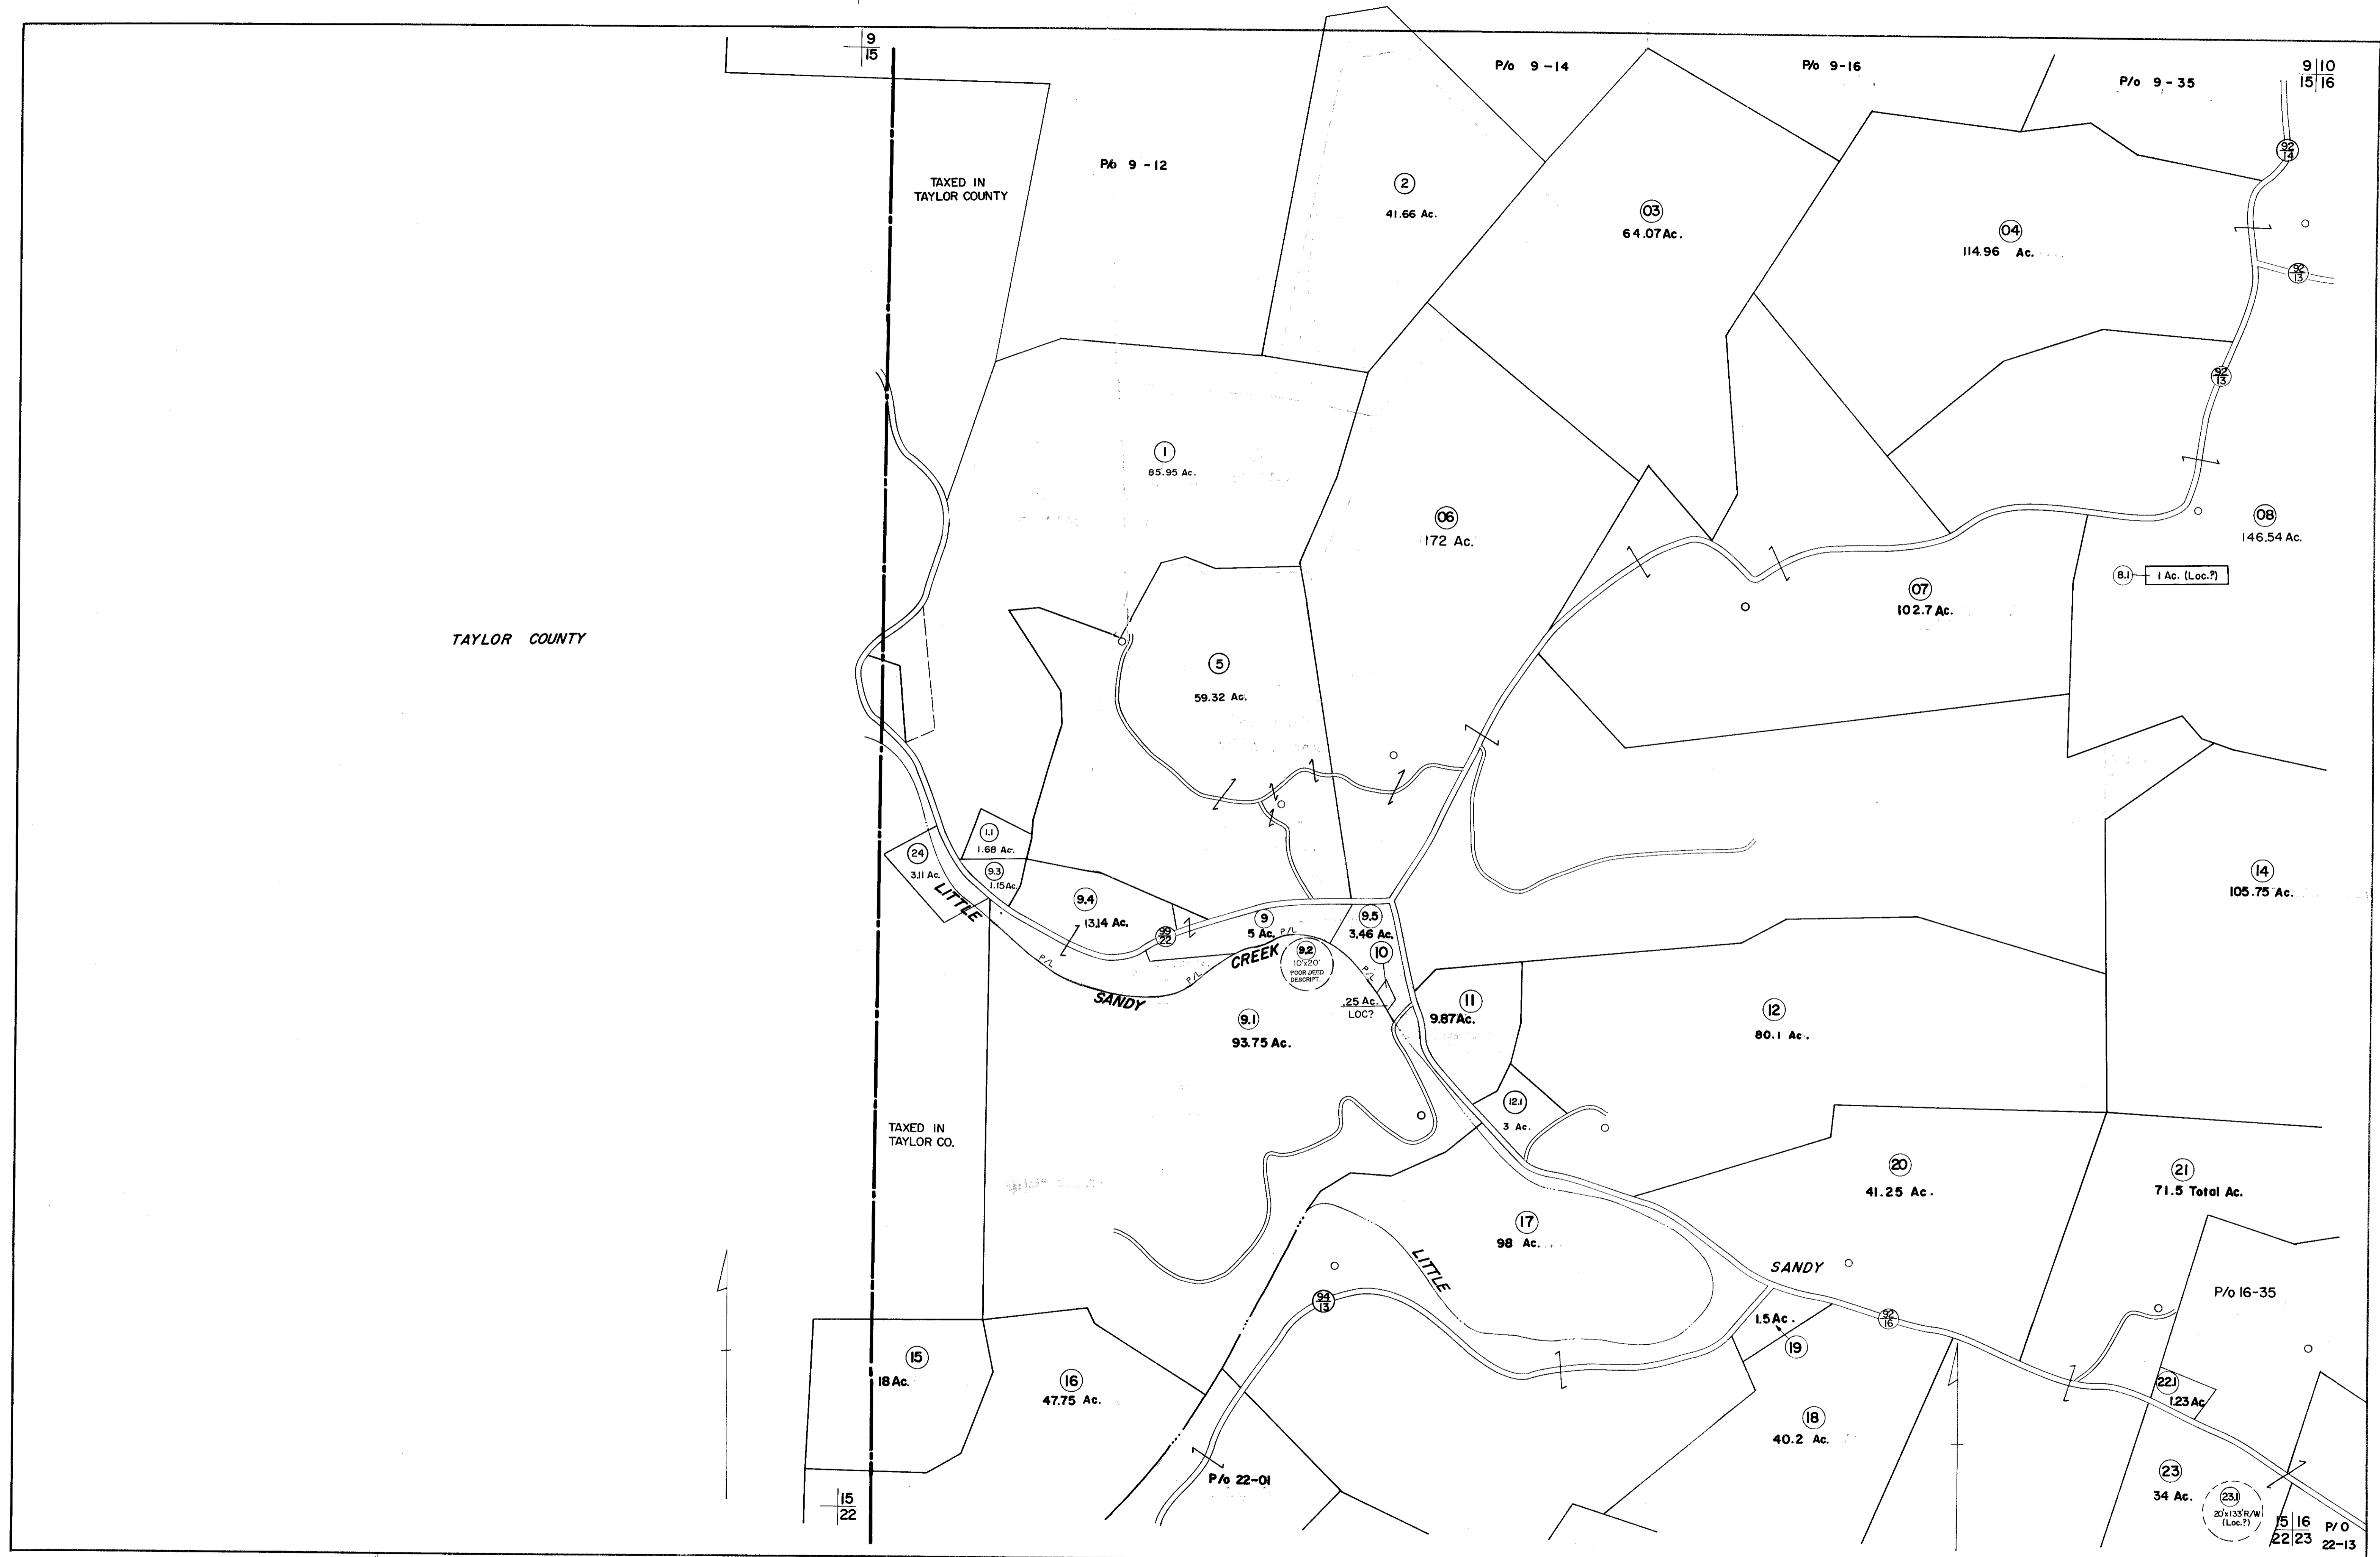 9
15
P/o 9-14
P/o 9-16
P/o 9-35
9 10
15 16
P/o 9-12
TAXED IN
TAYLOR COUNTY
2
41.66 Ac.
03
64.07 Ac.
04
114.96 Ac.
92
14
92
13
92
13
1
85.95 Ac.
06
172 Ac.
08
146.54 Ac.
8.1
1 Ac. (Loc.?)
07
102.7 Ac.
TAYLOR COUNTY
5
59.32 Ac.
1.1
1.68 Ac.
24
3.11 Ac.
9.3
1.15 Ac.
LITTLE
9.4
13.14 Ac.
99
22
9
5 Ac.
P/L
9.5
3.46 Ac.
14
105.75 Ac.
CREEK
9.2
10'x20'
POOR DEED
DESCRIPT.
10
P/L
P/L
P/L
SANDY
.25 Ac.
LOC?
11
9.87 Ac.
9.1
93.75 Ac.
12
80.1 Ac.
12.1
3 Ac.
TAXED IN
TAYLOR CO.
20
41.25 Ac.
21
71.5 Total Ac.
17
98 Ac.
LITTLE
SANDY
94
13
P/o 16-35
1.5 Ac.
19
92
16
15
18 Ac.
16
47.75 Ac.
22.1
1.23 Ac
18
40.2 Ac.
P/o 22-01
23
34 Ac.
23.1
20'x133' R/W
(Loc.?)
15
22
15 16
22 23
P/O
22-13